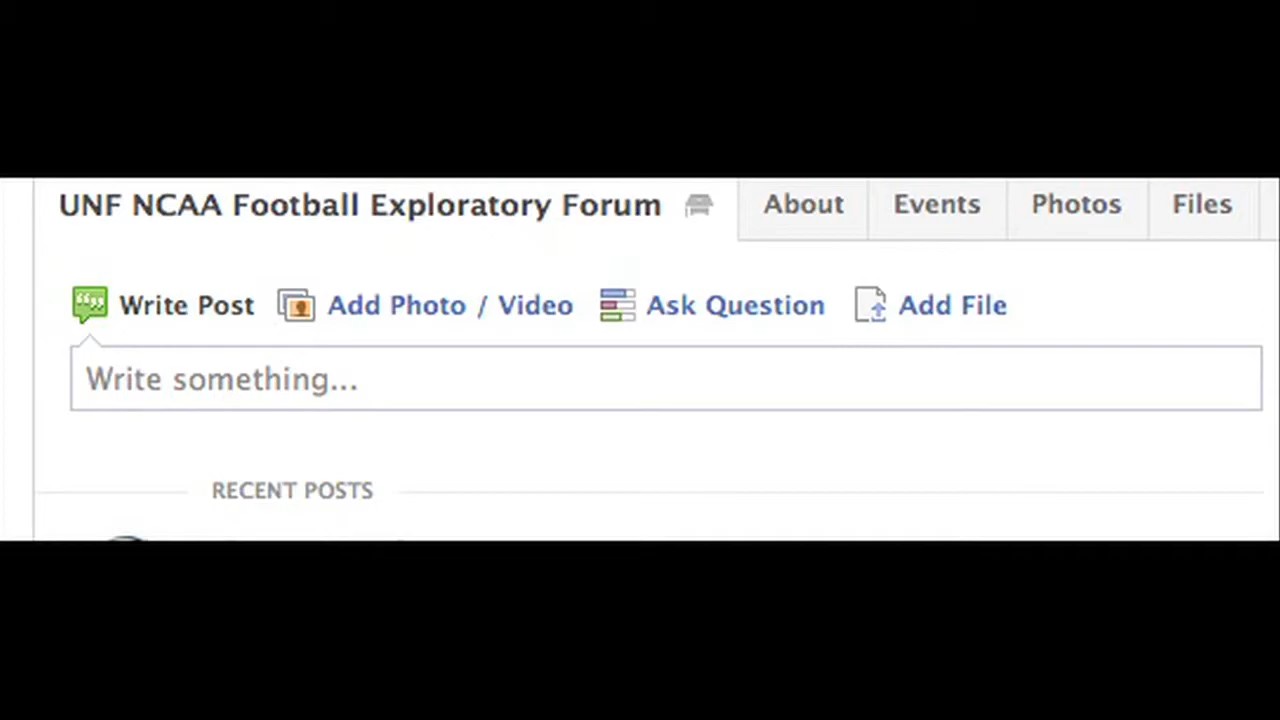 UNF NCAA Football Exploratory Forum About Events Photos Files
Write Post Add Photo / Video Ask Question Add File
Write something...
RECENT POSTS